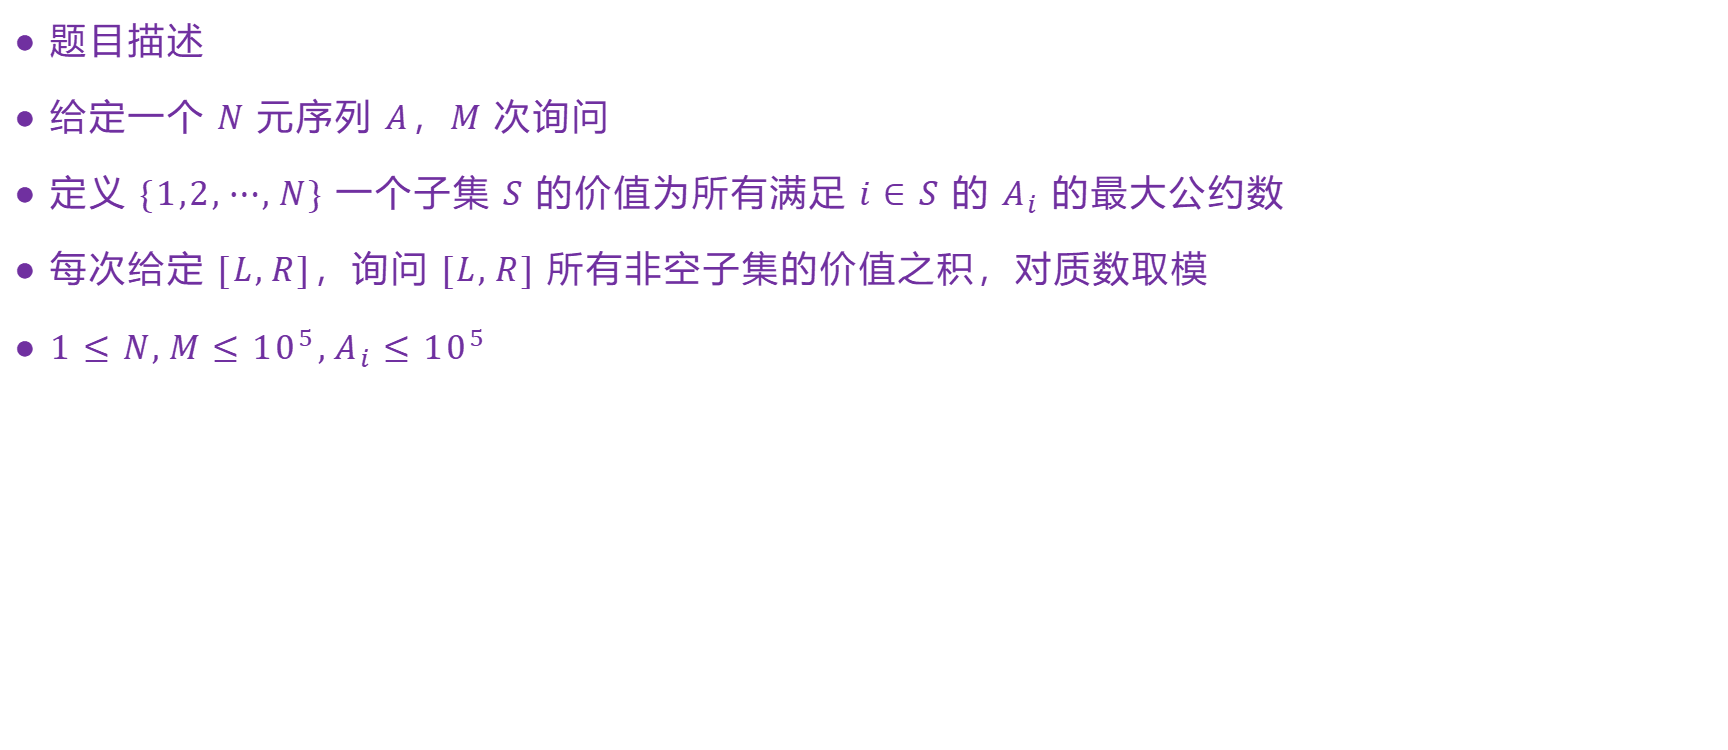 • 题目描述
• 给定一个 N 元序列 A，M 次询问
• 定义 {1,2,⋯,N} 一个子集 S 的价值为所有满足 i ∈ S 的 A_i 的最大公约数
• 每次给定 [L,R]，询问 [L,R] 所有非空子集的价值之积，对质数取模
• 1 ≤ N,M ≤ 10^5,A_i ≤ 10^5